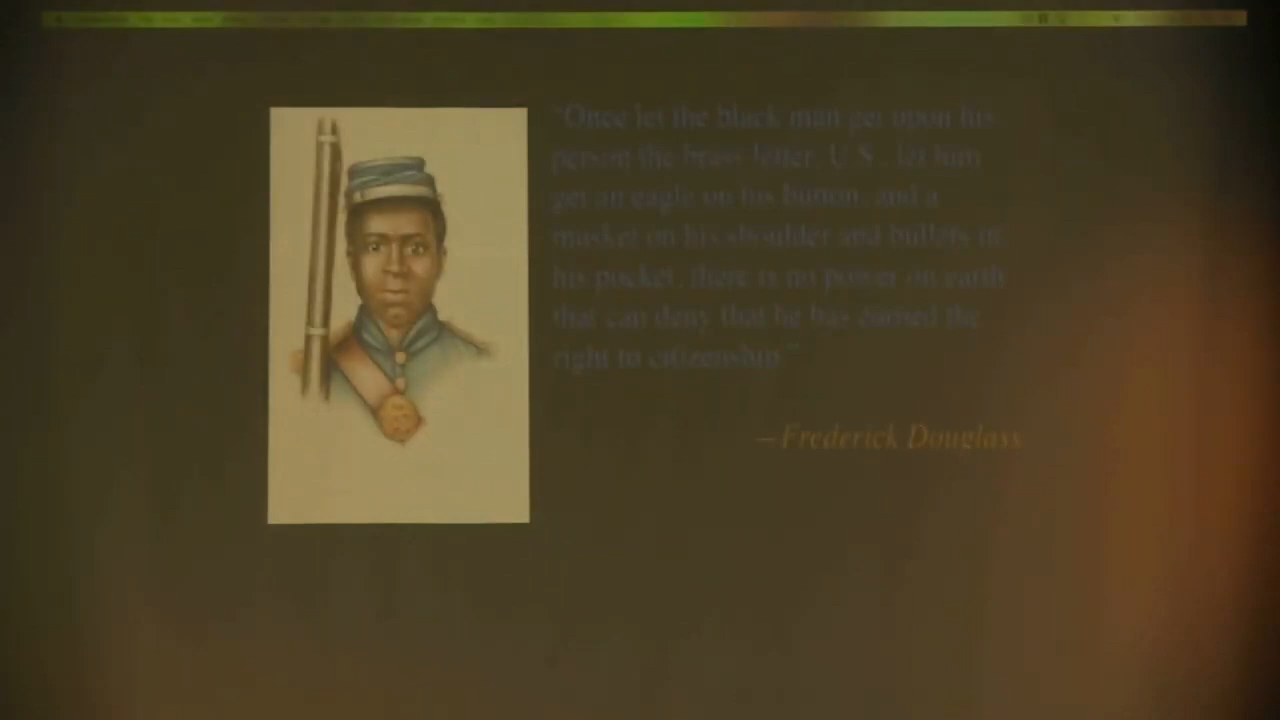 "Once let the black man get upon his
person the brass letter, U.S., let him
get an eagle on his button, and a
musket on his shoulder and bullets in
his pocket, there is no power on earth
that can deny that he has earned the
right to citizenship."
—Frederick Douglass